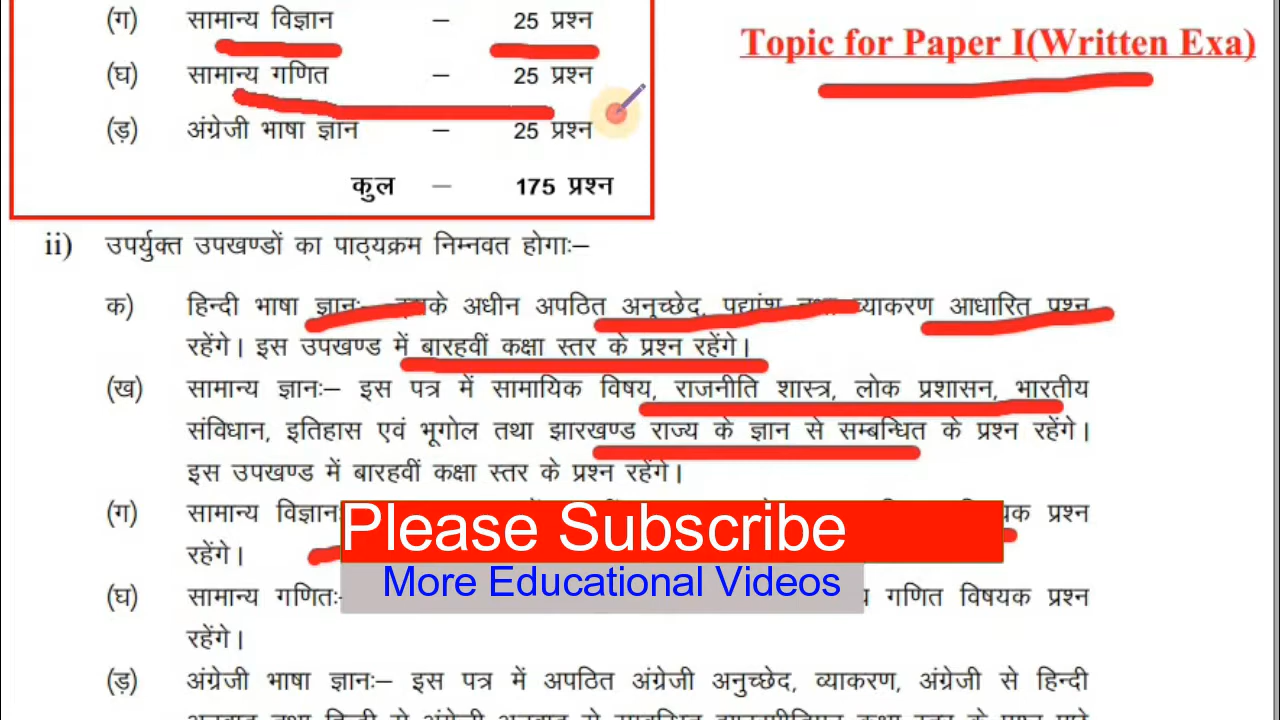 (ग) सामान्य विज्ञान – 25 प्रश्न
Topic for Paper I(Written Exa)
(घ) सामान्य गणित – 25 प्रश्न
(ड़) अंग्रेजी भाषा ज्ञान – 25 प्रश्न
कुल – 175 प्रश्न
ii) उपर्युक्त उपखण्डों का पाठ्यक्रम निम्नवत होगाः–
क) हिन्दी भाषा ज्ञानः– अधीन अपठित अनुच्छेद, पद्यांश तथा व्याकरण आधारित प्रश्न
रहेंगे। इस उपखण्ड में बारहवीं कक्षा स्तर के प्रश्न रहेंगे।
(ख) सामान्य ज्ञानः– इस पत्र में सामायिक विषय, राजनीति शास्त्र, लोक प्रशासन, भारतीय
संविधान, इतिहास एवं भूगोल तथा झारखण्ड राज्य के ज्ञान से सम्बन्धित के प्रश्न रहेंगे।
इस उपखण्ड में बारहवीं कक्षा स्तर के प्रश्न रहेंगे।
(ग) सामान्य विज्ञानः प्रश्न
रहेंगे।
Please Subscribe
More Educational Videos
(घ) सामान्य गणितः– गणित विषयक प्रश्न
रहेंगे।
(ड़) अंग्रेजी भाषा ज्ञानः– इस पत्र में अपठित अंग्रेजी अनुच्छेद, व्याकरण, अंग्रेजी से हिन्दी